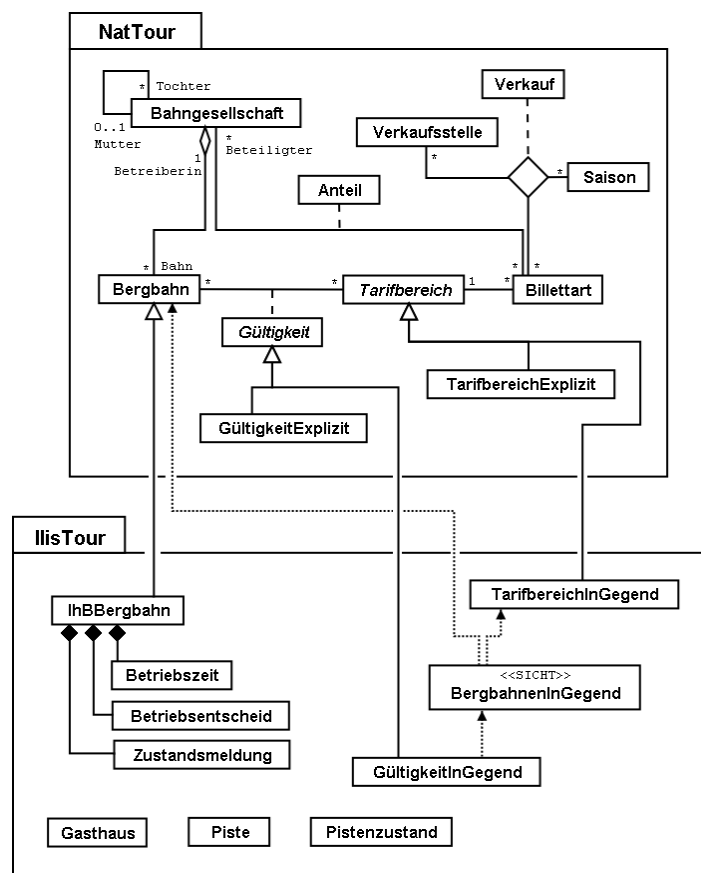 NatTour
* Tochter
Verkauf
Bahngesellschaft
0..1
Mutter
1
Betreiberin
*
Beteiligter
Verkaufsstelle
*
* Saison
Anteil
* Bahn
Bergbahn
*
* Tarifbereich 1
* * *
Billettart
Gültigkeit
TarifbereichExplizit
GültigkeitExplizit
IlisTour
TarifbereichInGegend
IhBBergbahn
Betriebszeit
<<SICHT>>
BergbahnenInGegend
Betriebsentscheid
Zustandsmeldung
GültigkeitInGegend
Gasthaus
Piste
Pistenzustand